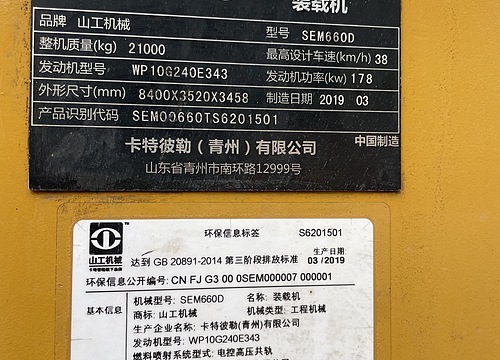 装载机
品牌 山工机械 型号 SEM660D
整机质量(kg) 21000 最高设计车速(km/h) 38
发动机型号 WP10G240E343 发动机功率(kw) 178
外形尺寸(mm) 8400X3520X3458 制造日期 2019 03
产品识别代码 SEM00660TS6201501
中国制造
卡特彼勒（青州）有限公司
山东省青州市南环路12999号
环保信息标签 S6201501
山工机械
卡特彼勒旗下品牌
TM
达到 GB 20891-2014 第三阶段排放标准
生产日期:
03 /2019
环保信息公开编号: CN FJ G3 00 0SEM000007 000001
基本信息
机械型号: SEM660D 名称: 装载机
商标: 山工机械 机械类型: 工程机械
生产企业名称: 卡特彼勒(青州)有限公司
发动机型号: WP10G240E343
燃料喷射系统型式: 电控高压共轨